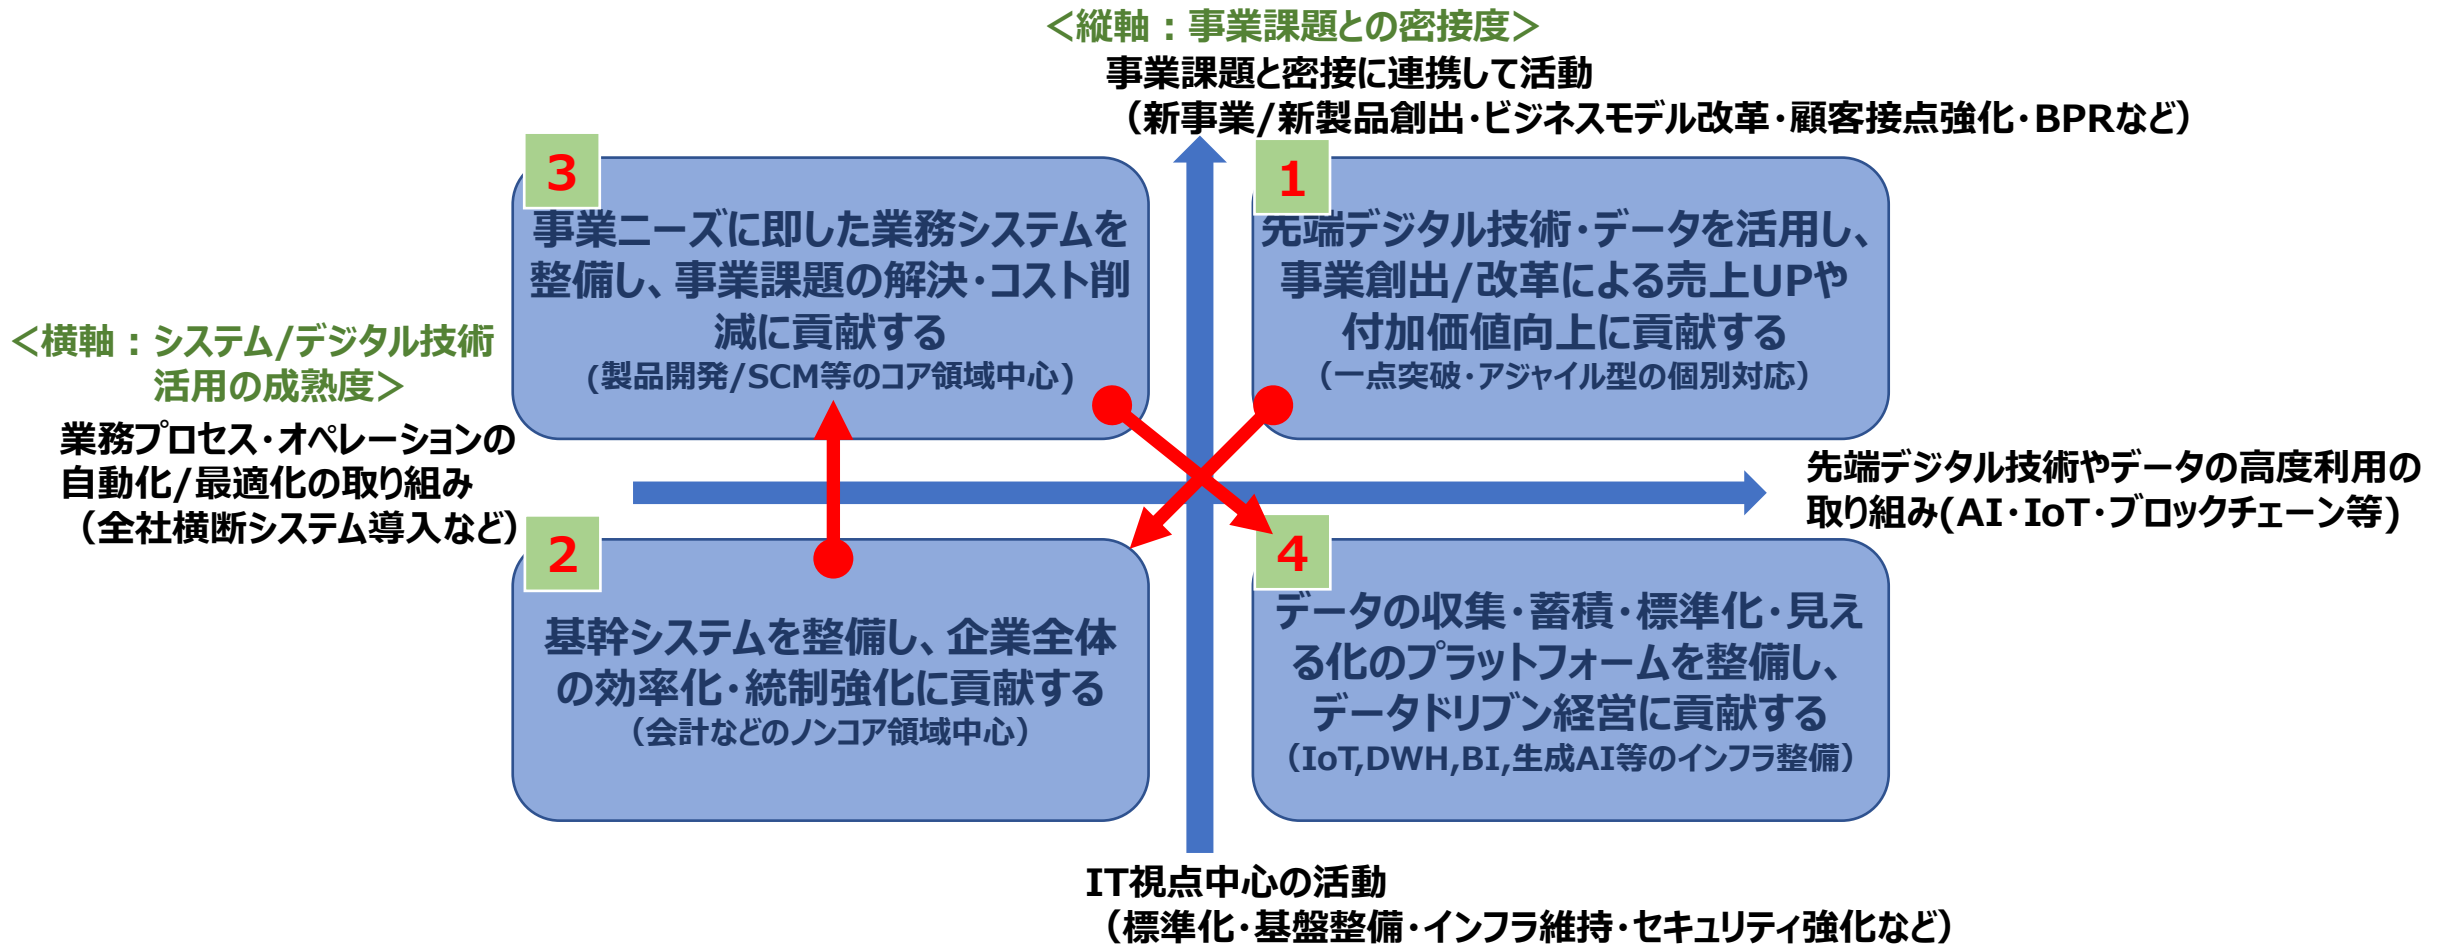 <縦軸：事業課題との密接度>
事業課題と密接に連携して活動
（新事業/新製品創出･ビジネスモデル改革･顧客接点強化･BPRなど）
3
事業ニーズに即した業務システムを
整備し、事業課題の解決･コスト削
減に貢献する
(製品開発/SCM等のコア領域中心)
1
先端デジタル技術･データを活用し、
事業創出/改革による売上UPや
付加価値向上に貢献する
（一点突破･アジャイル型の個別対応）
<横軸：システム/デジタル技術
活用の成熟度>
業務プロセス･オペレーションの
自動化/最適化の取り組み
（全社横断システム導入など）
先端デジタル技術やデータの高度利用の
取り組み(AI･IoT･ブロックチェーン等)
2
基幹システムを整備し、企業全体
の効率化･統制強化に貢献する
（会計などのノンコア領域中心）
4
データの収集･蓄積･標準化･見え
る化のプラットフォームを整備し、
データドリブン経営に貢献する
（IoT,DWH,BI,生成AI等のインフラ整備）
IT視点中心の活動
（標準化･基盤整備･インフラ維持･セキュリティ強化など）